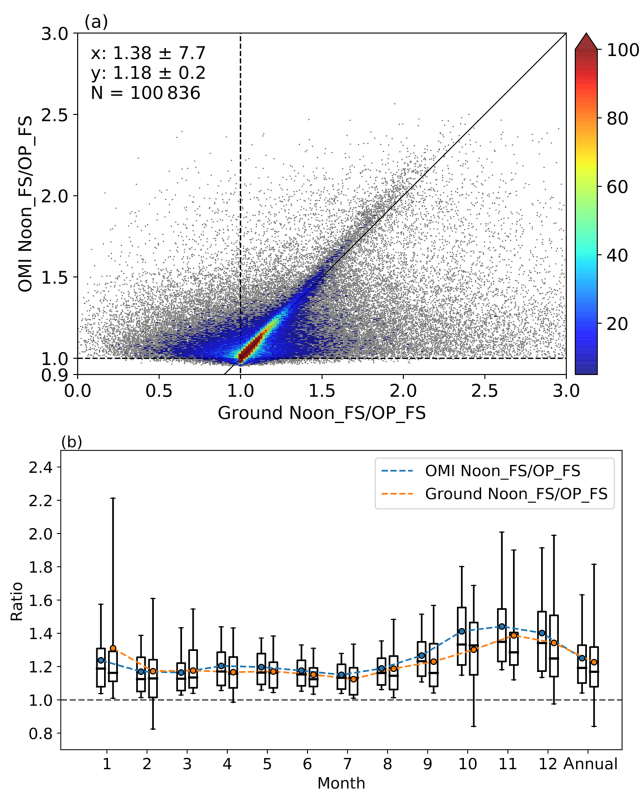 (a)
x: 1.38 ± 7.7
y: 1.18 ± 0.2
N = 100 836
OMI Noon_FS/OP_FS
3.0
2.5
2.0
1.5
1.0
0.9
0.0 0.5 1.0 1.5 2.0 2.5 3.0
Ground Noon_FS/OP_FS
100
80
60
40
20
(b)
OMI Noon_FS/OP_FS
Ground Noon_FS/OP_FS
Ratio
2.4
2.2
2.0
1.8
1.6
1.4
1.2
1.0
0.8
1 2 3 4 5 6 7 8 9 10 11 12 Annual
Month